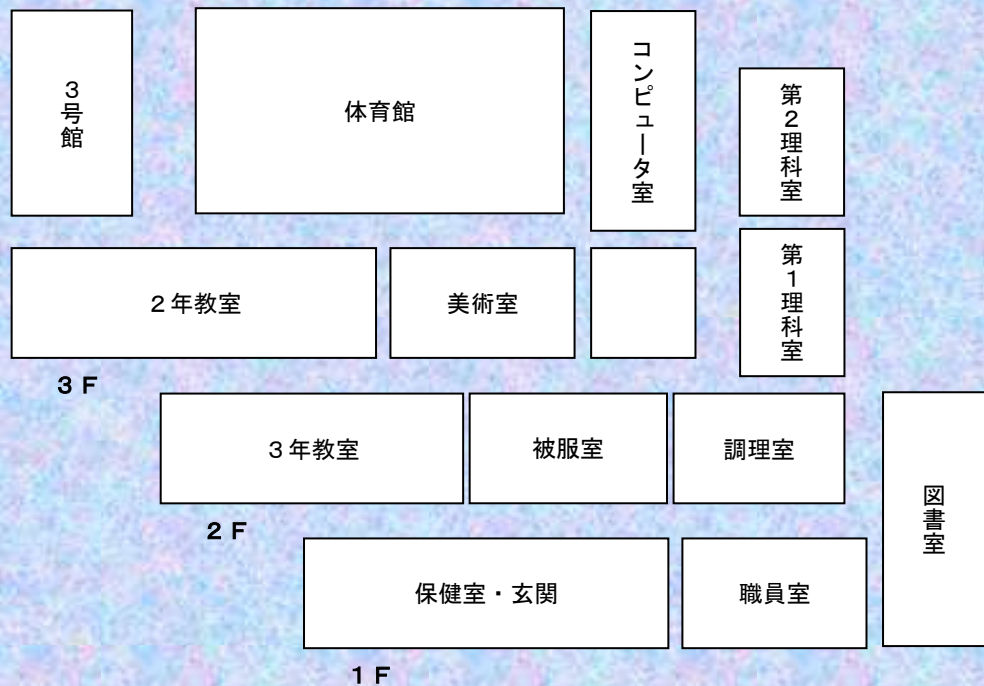 3号館
体育館
コンピュータ室
第2理科室
2年教室
美術室
第1理科室
3F
3年教室
被服室
調理室
図書室
2F
保健室・玄関
職員室
1F